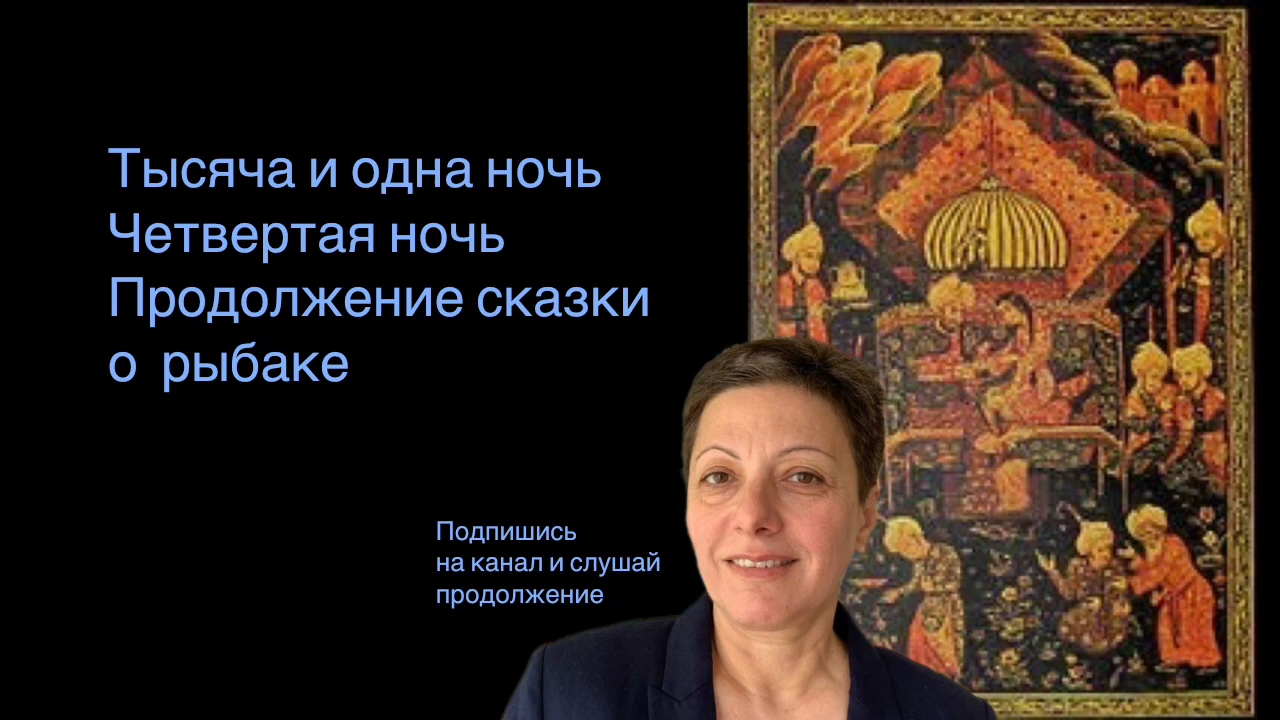 Тысяча и одна ночь
Четвертая ночь
Продолжение сказки
о рыбаке
Подпишись
на канал и слушай
продолжение